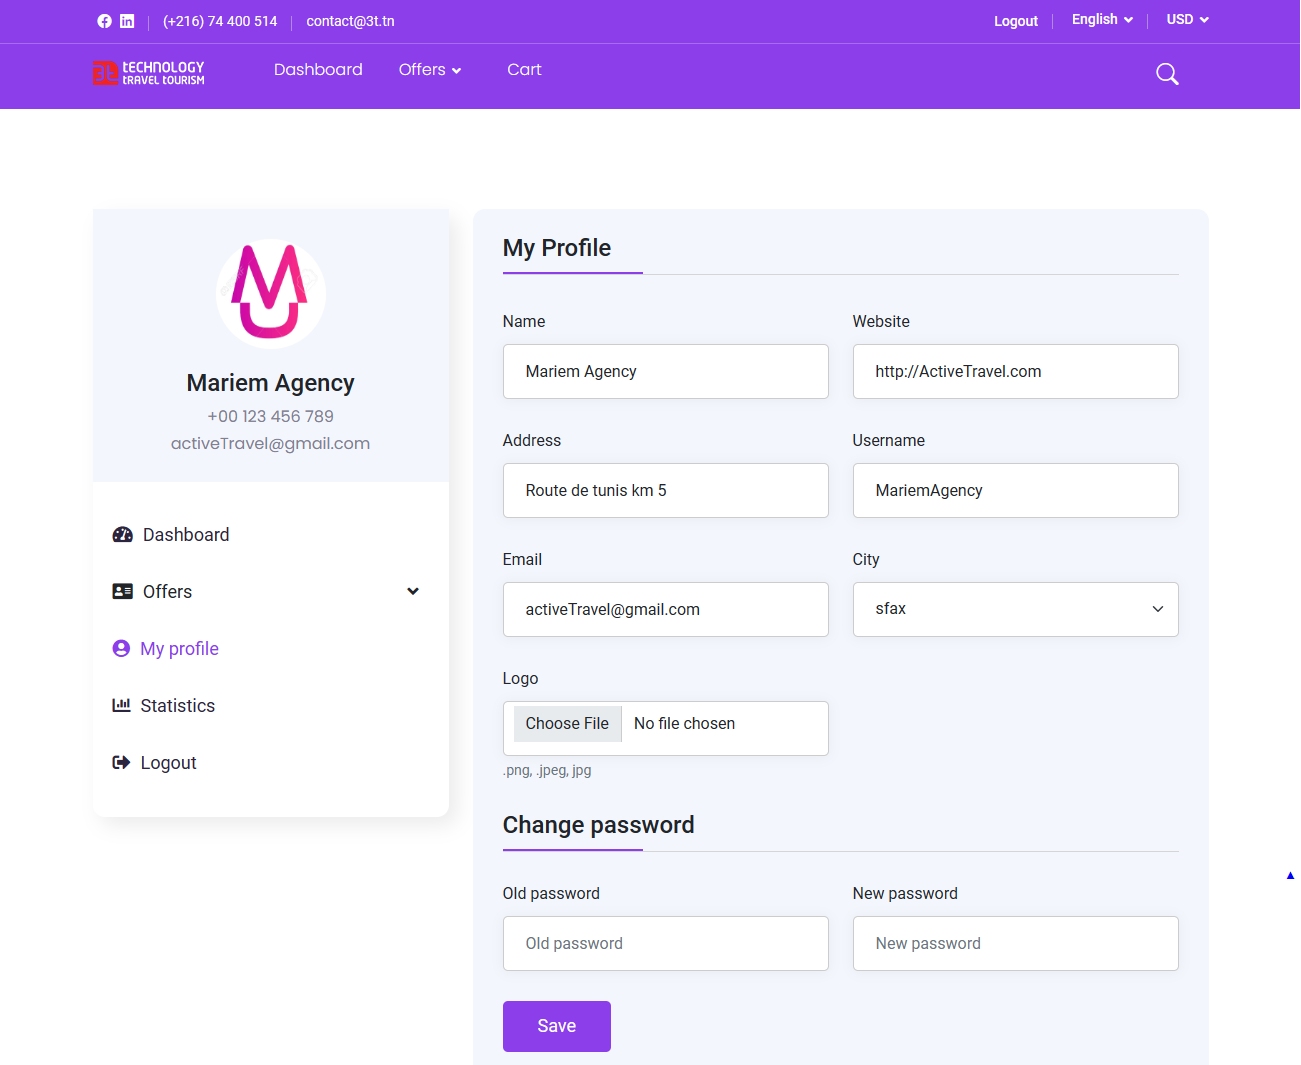 (+216) 74 400 514 contact@3t.tn Logout English USD
TECHNOLOGY
TRAVEL TOURISM
Dashboard Offers Cart
Mariem Agency
+00 123 456 789
activeTravel@gmail.com
Dashboard
Offers
My profile
Statistics
Logout
My Profile
Name Website
Mariem Agency http://ActiveTravel.com
Address Username
Route de tunis km 5 MariemAgency
Email City
activeTravel@gmail.com sfax
Logo
Choose File No file chosen
.png, .jpeg, jpg
Change password
Old password New password
Old password New password
Save